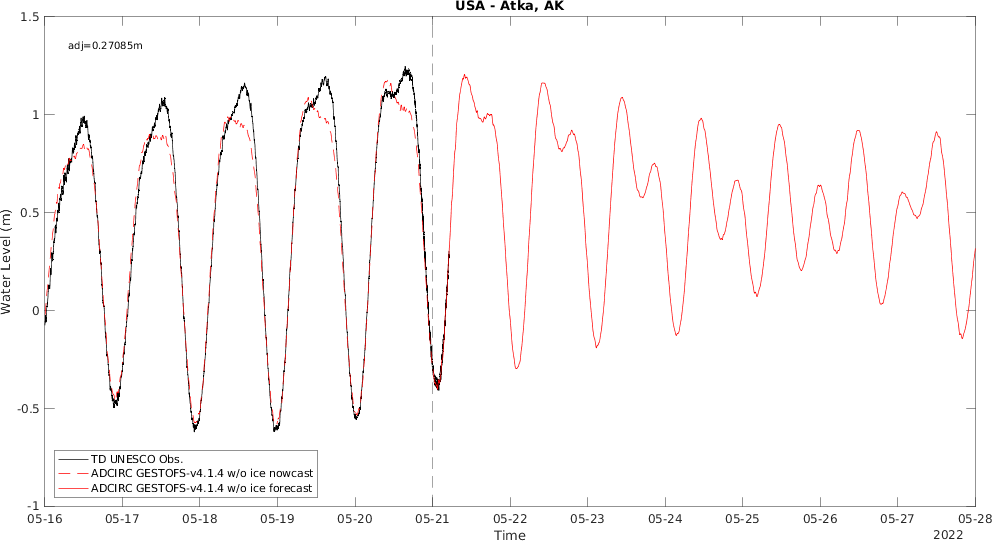 USA - Atka, AK
adj=0.27085m
1.5
1
0.5
0
-0.5
-1
Water Level (m)
TD UNESCO Obs.
ADCIRC GESTOFS-v4.1.4 w/o ice nowcast
ADCIRC GESTOFS-v4.1.4 w/o ice forecast
05-16 05-17 05-18 05-19 05-20 05-21 05-22 05-23 05-24 05-25 05-26 05-27 05-28
Time
2022